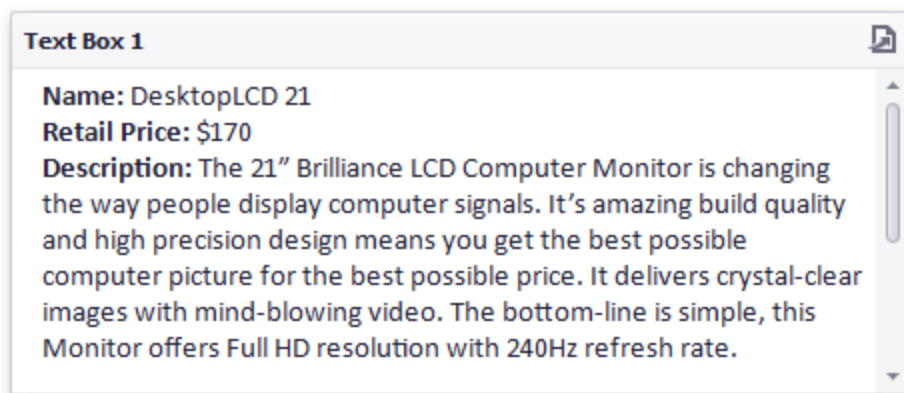 Text Box 1
Name: DesktopLCD 21
Retail Price: $170
Description: The 21” Brilliance LCD Computer Monitor is changing
the way people display computer signals. It’s amazing build quality
and high precision design means you get the best possible
computer picture for the best possible price. It delivers crystal-clear
images with mind-blowing video. The bottom-line is simple, this
Monitor offers Full HD resolution with 240Hz refresh rate.